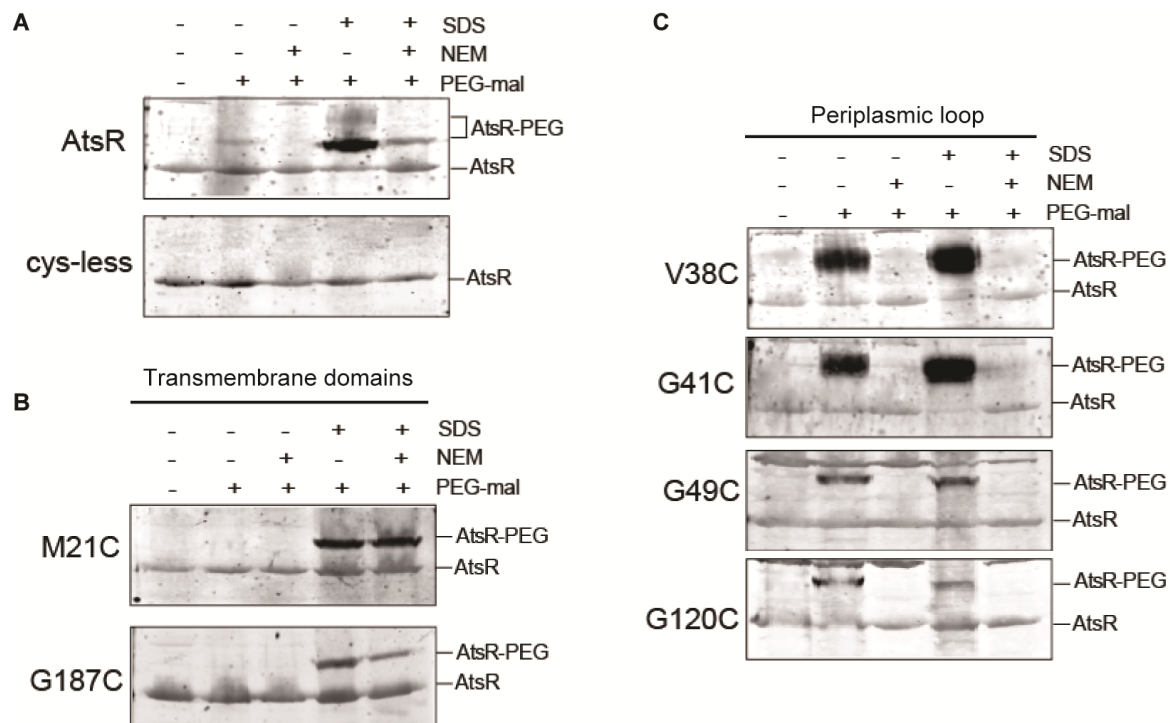 A
- - - + + SDS
- - + - + NEM
- + + + + PEG-mal
AtsR
AtsR-PEG
AtsR
cys-less
AtsR
B
Transmembrane domains
- - - + + SDS
- - + - + NEM
- + + + + PEG-mal
M21C
AtsR-PEG
AtsR
G187C
AtsR-PEG
AtsR
C
Periplasmic loop
- - - + + SDS
- - + - + NEM
- + + + + PEG-mal
V38C
AtsR-PEG
AtsR
G41C
AtsR-PEG
AtsR
G49C
AtsR-PEG
AtsR
G120C
AtsR-PEG
AtsR